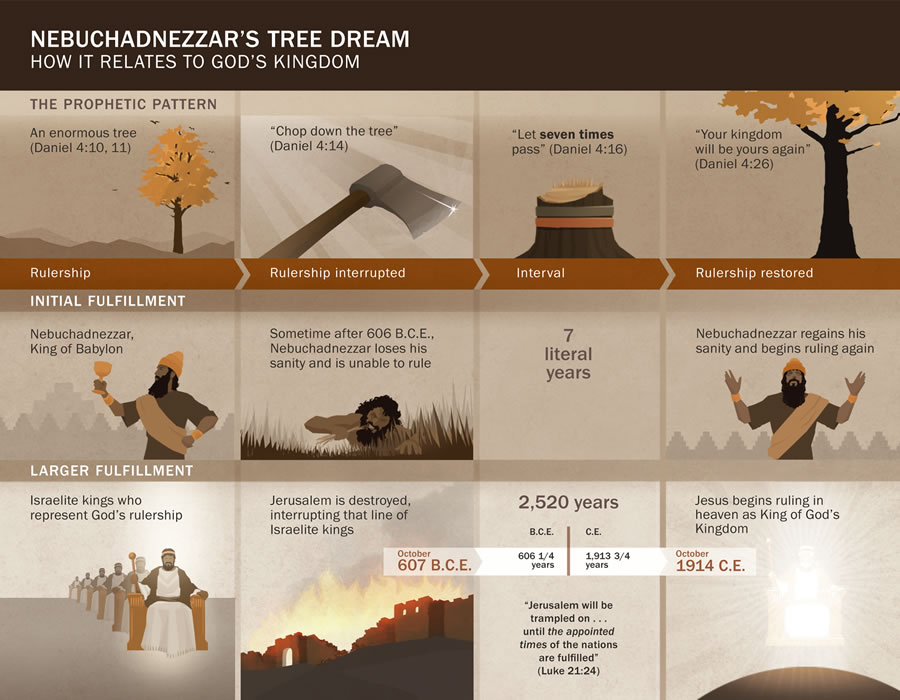 NEBUCHADNEZZAR’S TREE DREAM
HOW IT RELATES TO GOD’S KINGDOM
THE PROPHETIC PATTERN
An enormous tree
(Daniel 4:10, 11)
“Chop down the tree”
(Daniel 4:14)
“Let seven times
pass” (Daniel 4:16)
“Your kingdom
will be yours again”
(Daniel 4:26)
Rulership
Rulership interrupted
Interval
Rulership restored
INITIAL FULFILLMENT
Nebuchadnezzar,
King of Babylon
Sometime after 606 B.C.E.,
Nebuchadnezzar loses his
sanity and is unable to rule
7
literal
years
Nebuchadnezzar regains his
sanity and begins ruling again
LARGER FULFILLMENT
Israelite kings who
represent God’s rulership
Jerusalem is destroyed,
interrupting that line of
Israelite kings
October
607 B.C.E.
2,520 years
B.C.E.
C.E.
606 1/4
years
1,913 3/4
years
“Jerusalem will be
trampled on . . .
until the appointed
times of the nations
are fulfilled”
(Luke 21:24)
Jesus begins ruling in
heaven as King of God’s
Kingdom
October
1914 C.E.